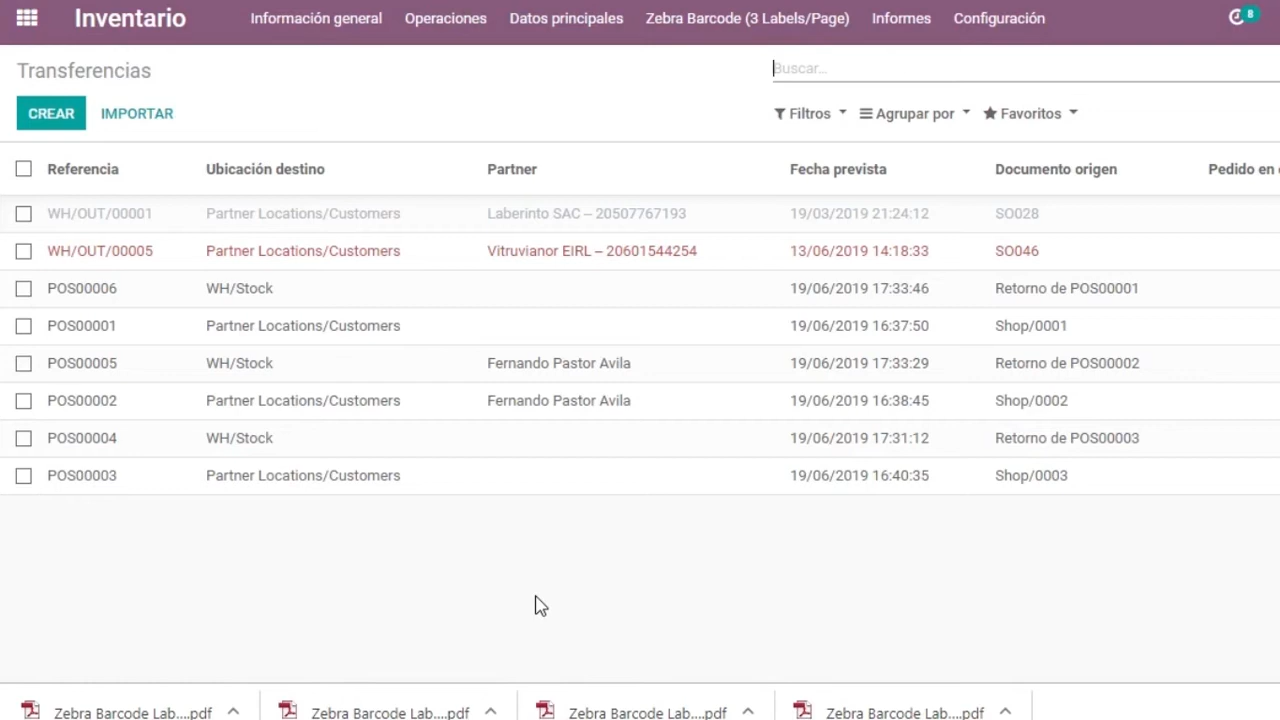 Inventario Información general Operaciones Datos principales Zebra Barcode (3 Labels/Page) Informes Configuración 8
Transferencias Buscar...
CREAR IMPORTAR Filtros Agrupar por Favoritos
Referencia Ubicación destino Partner Fecha prevista Documento origen Pedido en
WH/OUT/00001 Partner Locations/Customers Laberinto SAC – 20507767193 19/03/2019 21:24:12 SO028
WH/OUT/00005 Partner Locations/Customers Vitruvianor EIRL – 20601544254 13/06/2019 14:18:33 SO046
POS00006 WH/Stock 19/06/2019 17:33:46 Retorno de POS00001
POS00001 Partner Locations/Customers 19/06/2019 16:37:50 Shop/0001
POS00005 WH/Stock Fernando Pastor Avila 19/06/2019 17:33:29 Retorno de POS00002
POS00002 Partner Locations/Customers Fernando Pastor Avila 19/06/2019 16:38:45 Shop/0002
POS00004 WH/Stock 19/06/2019 17:31:12 Retorno de POS00003
POS00003 Partner Locations/Customers 19/06/2019 16:40:35 Shop/0003
Zebra Barcode Lab....pdf Zebra Barcode Lab....pdf Zebra Barcode Lab....pdf Zebra Barcode Lab....pdf